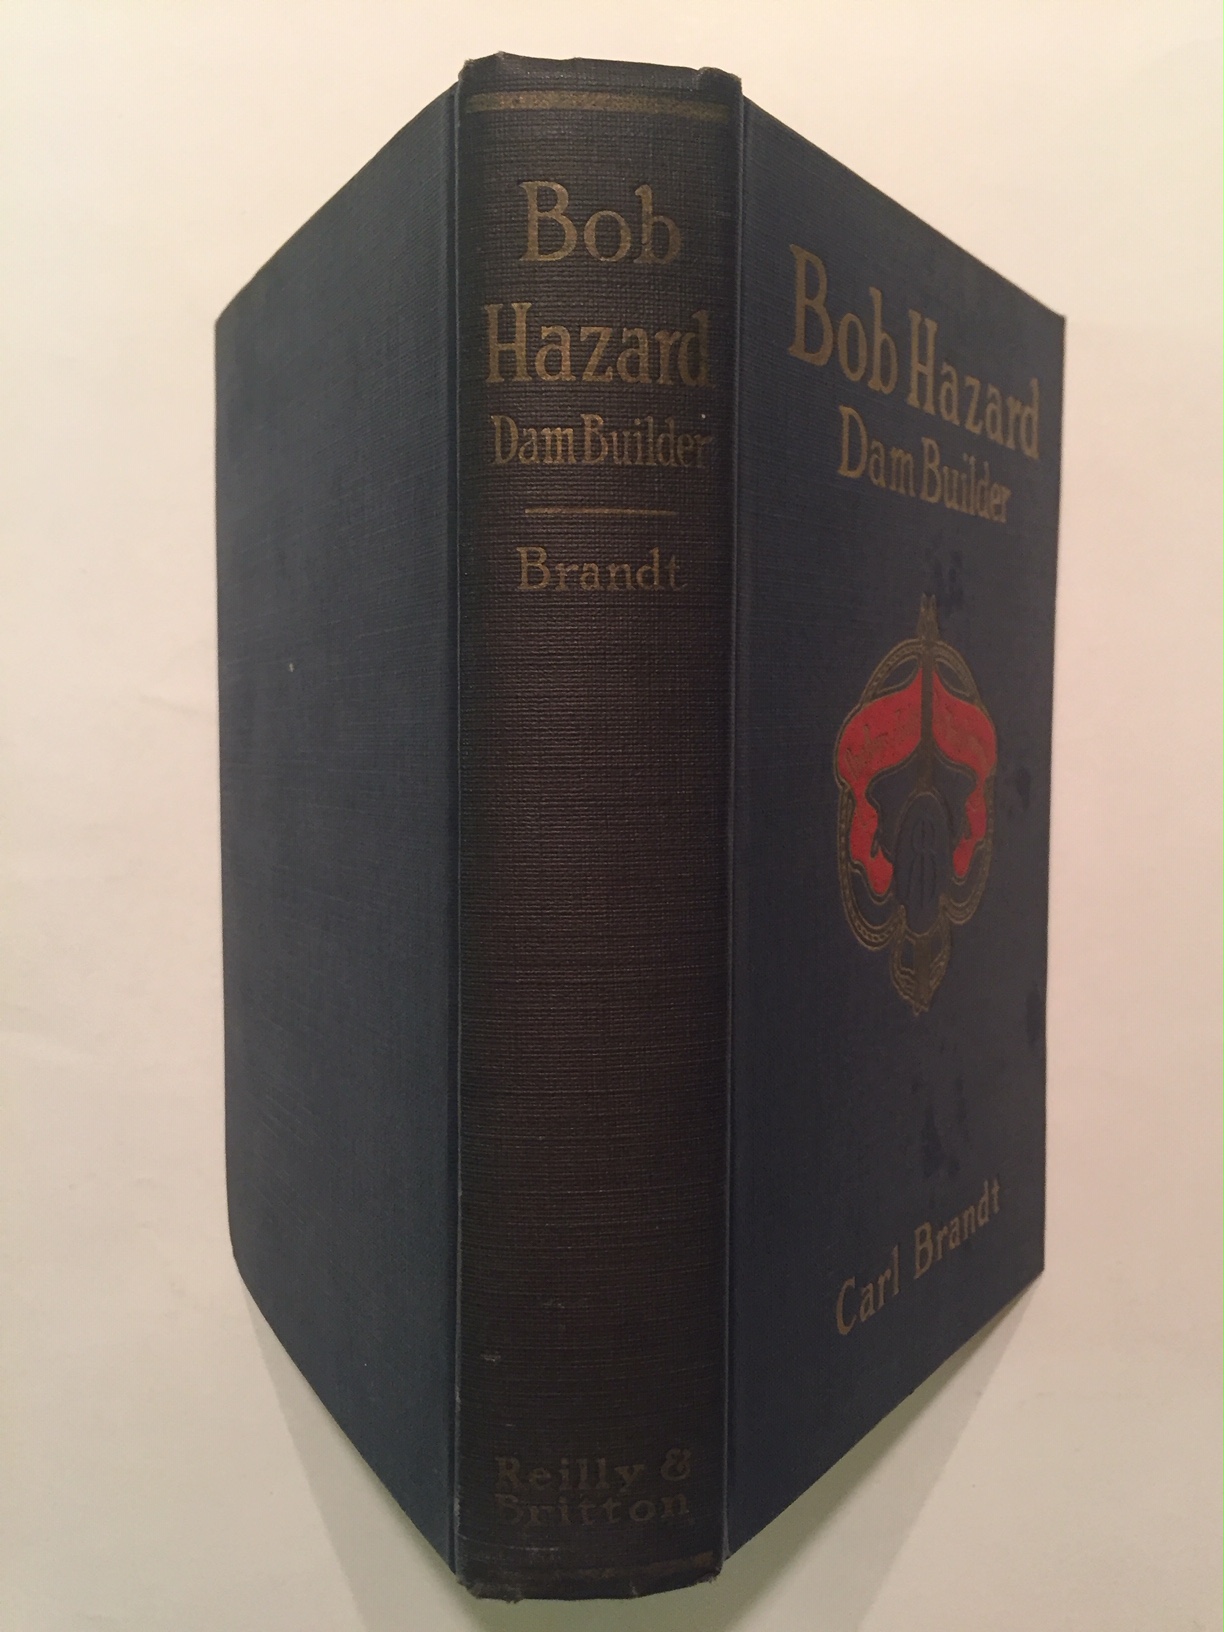 Bob
Hazard
Dam Builder
Brandt
Reilly &
Britton
Bob Hazard
Dam Builder
Carl Brandt